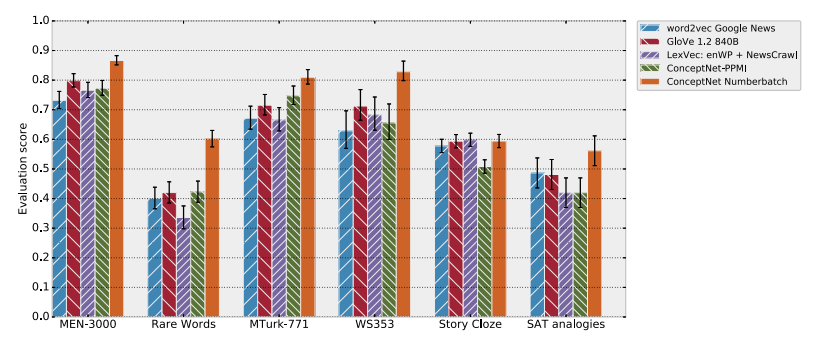 Evaluation score
1.0
0.9
0.8
0.7
0.6
0.5
0.4
0.3
0.2
0.1
0.0
MEN-3000 Rare Words MTurk-771 WS353 Story Cloze SAT analogies
word2vec Google News
GloVe 1.2 840B
LexVec: enWP + NewsCrawl
ConceptNet-PPMI
ConceptNet Numberbatch